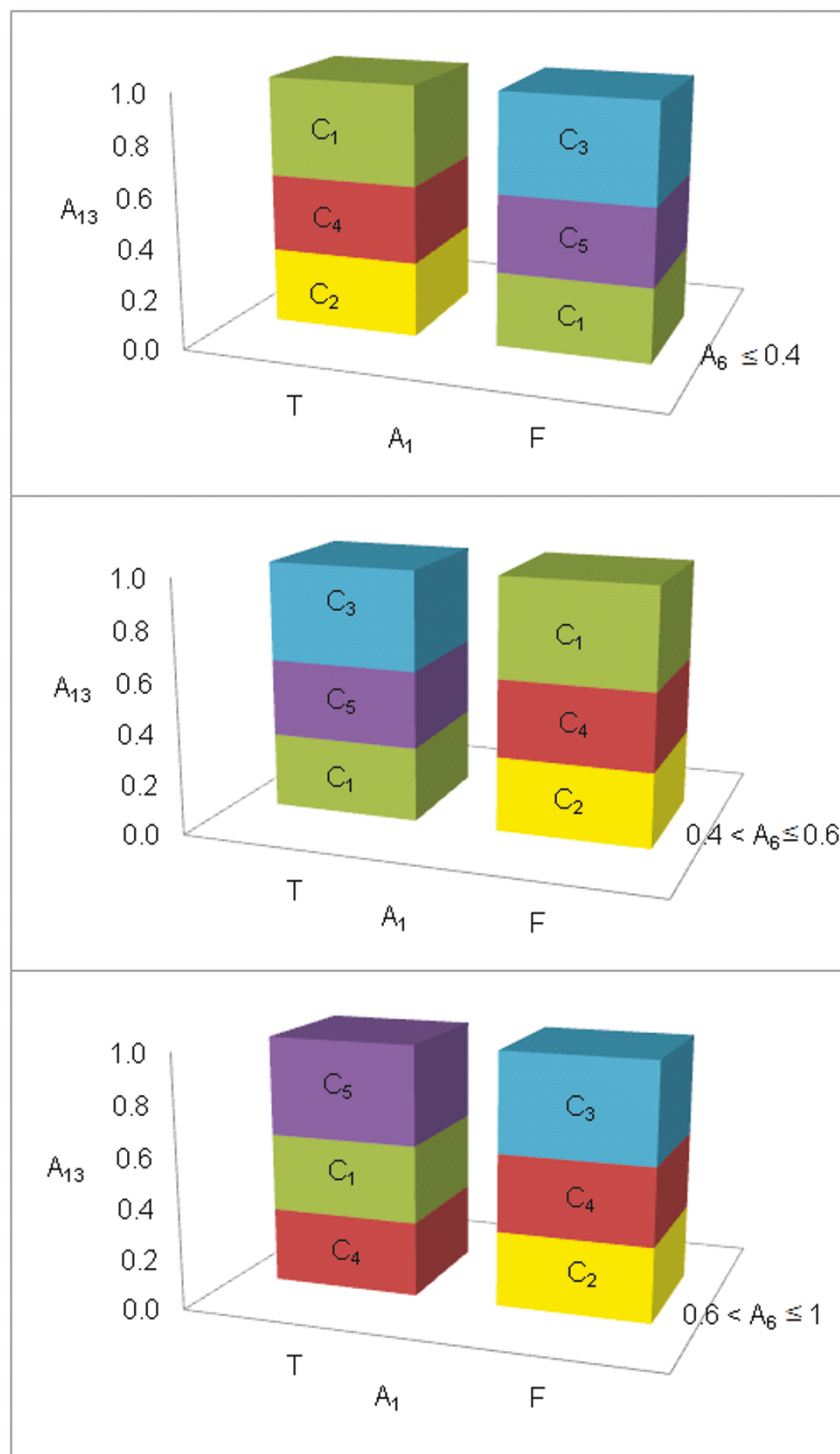 1.0
0.8
A₁₃ 0.6
0.4
0.2
0.0
C₁
C₄
C₂
C₃
C₅
C₁
T
A₁
F
A₆ ≤ 0.4
1.0
0.8
A₁₃ 0.6
0.4
0.2
0.0
C₃
C₅
C₁
C₁
C₄
C₂
T
A₁
F
0.4 < A₆ ≤ 0.6
1.0
0.8
A₁₃ 0.6
0.4
0.2
0.0
C₅
C₁
C₄
C₃
C₄
C₂
T
A₁
F
0.6 < A₆ ≤ 1